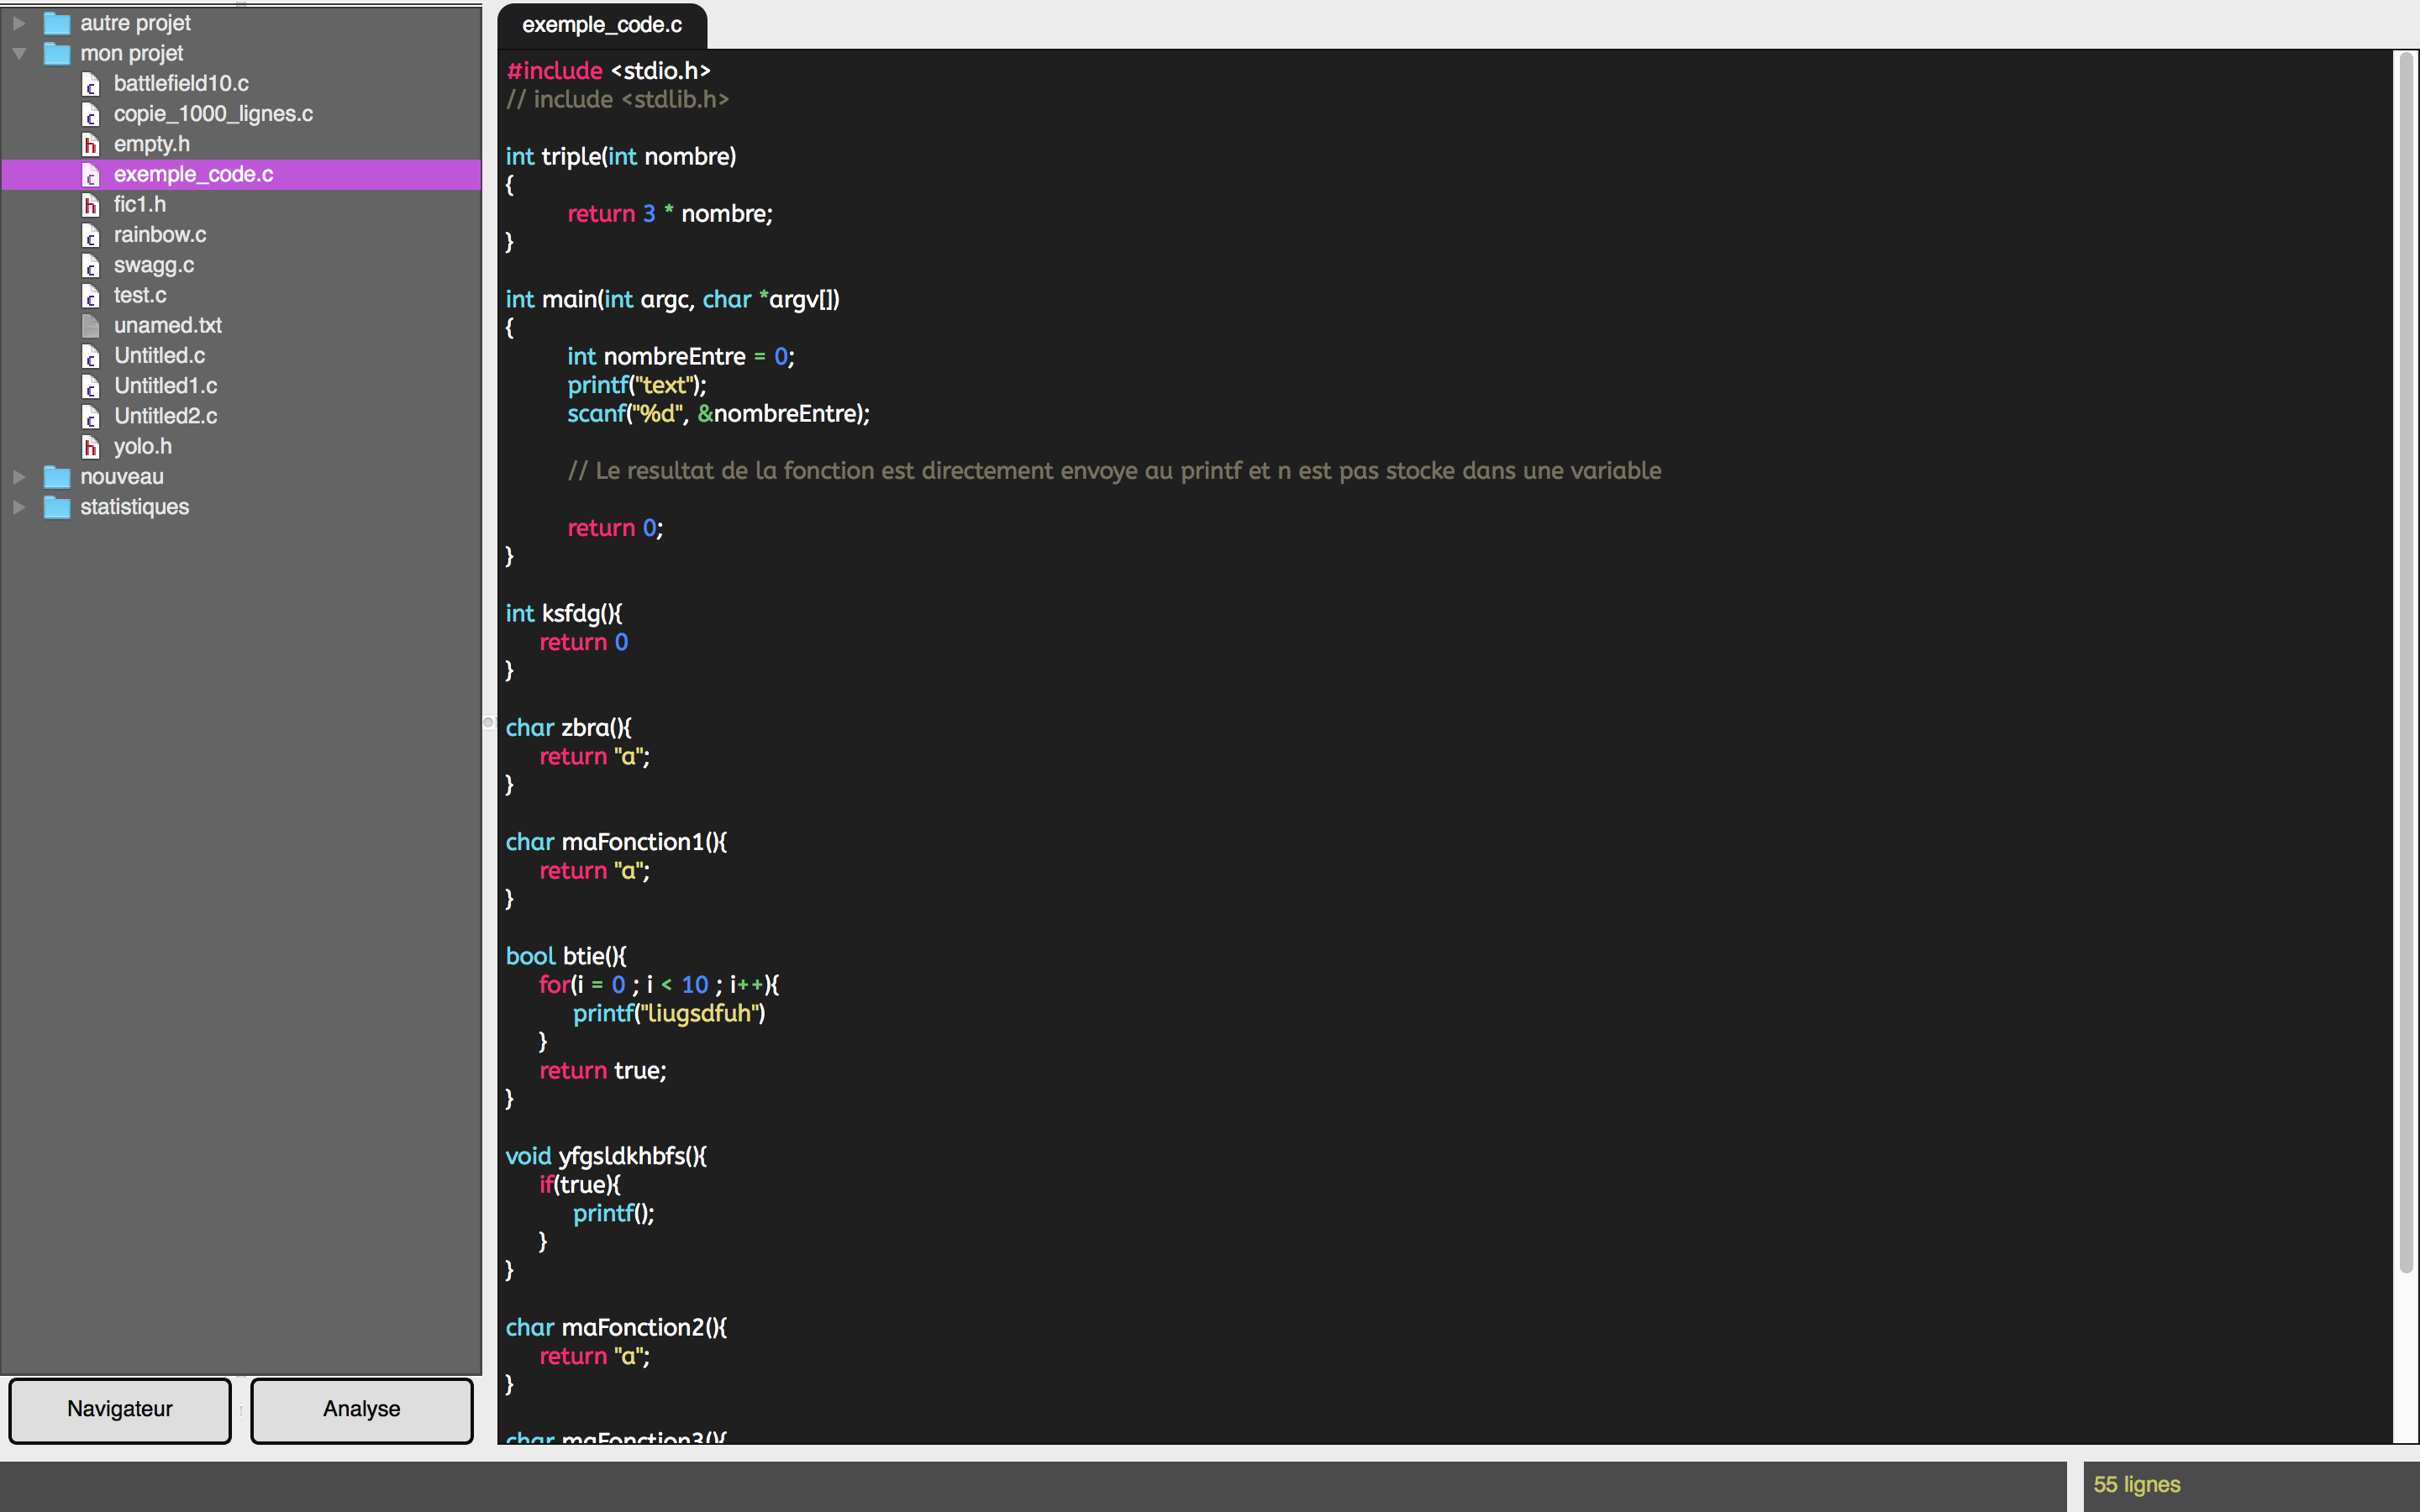 autre projet
mon projet
battlefield10.c
copie_1000_lignes.c
empty.h
exemple_code.c
fic1.h
rainbow.c
swagg.c
test.c
unamed.txt
Untitled.c
Untitled1.c
Untitled2.c
yolo.h
nouveau
statistiques
Navigateur
Analyse
exemple_code.c
#include <stdio.h>
// include <stdlib.h>
int triple(int nombre)
{
return 3 * nombre;
}
int main(int argc, char *argv[])
{
int nombreEntre = 0;
printf("text");
scanf("%d", &nombreEntre);
// Le resultat de la fonction est directement envoye au printf et n est pas stocke dans une variable
return 0;
}
int ksfdg(){
return 0
}
char zbra(){
return "a";
}
char maFonction1(){
return "a";
}
bool btie(){
for(i = 0 ; i < 10 ; i++){
printf("liugsdfuh")
}
return true;
}
void yfgsldkhbfs(){
if(true){
printf();
}
}
char maFonction2(){
return "a";
}
char maFonction3(){
55 lignes